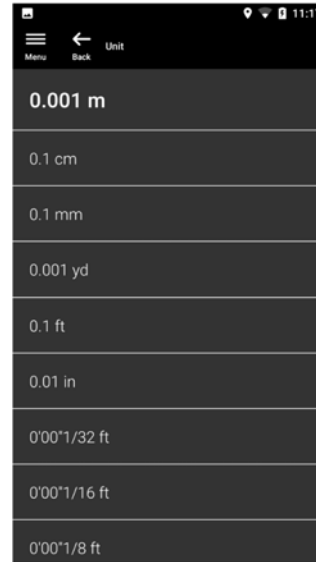 11:1
Menu
Back
Unit
0.001 m
0.1 cm
0.1 mm
0.001 yd
0.1 ft
0.01 in
0'00"1/32 ft
0'00"1/16 ft
0'00"1/8 ft